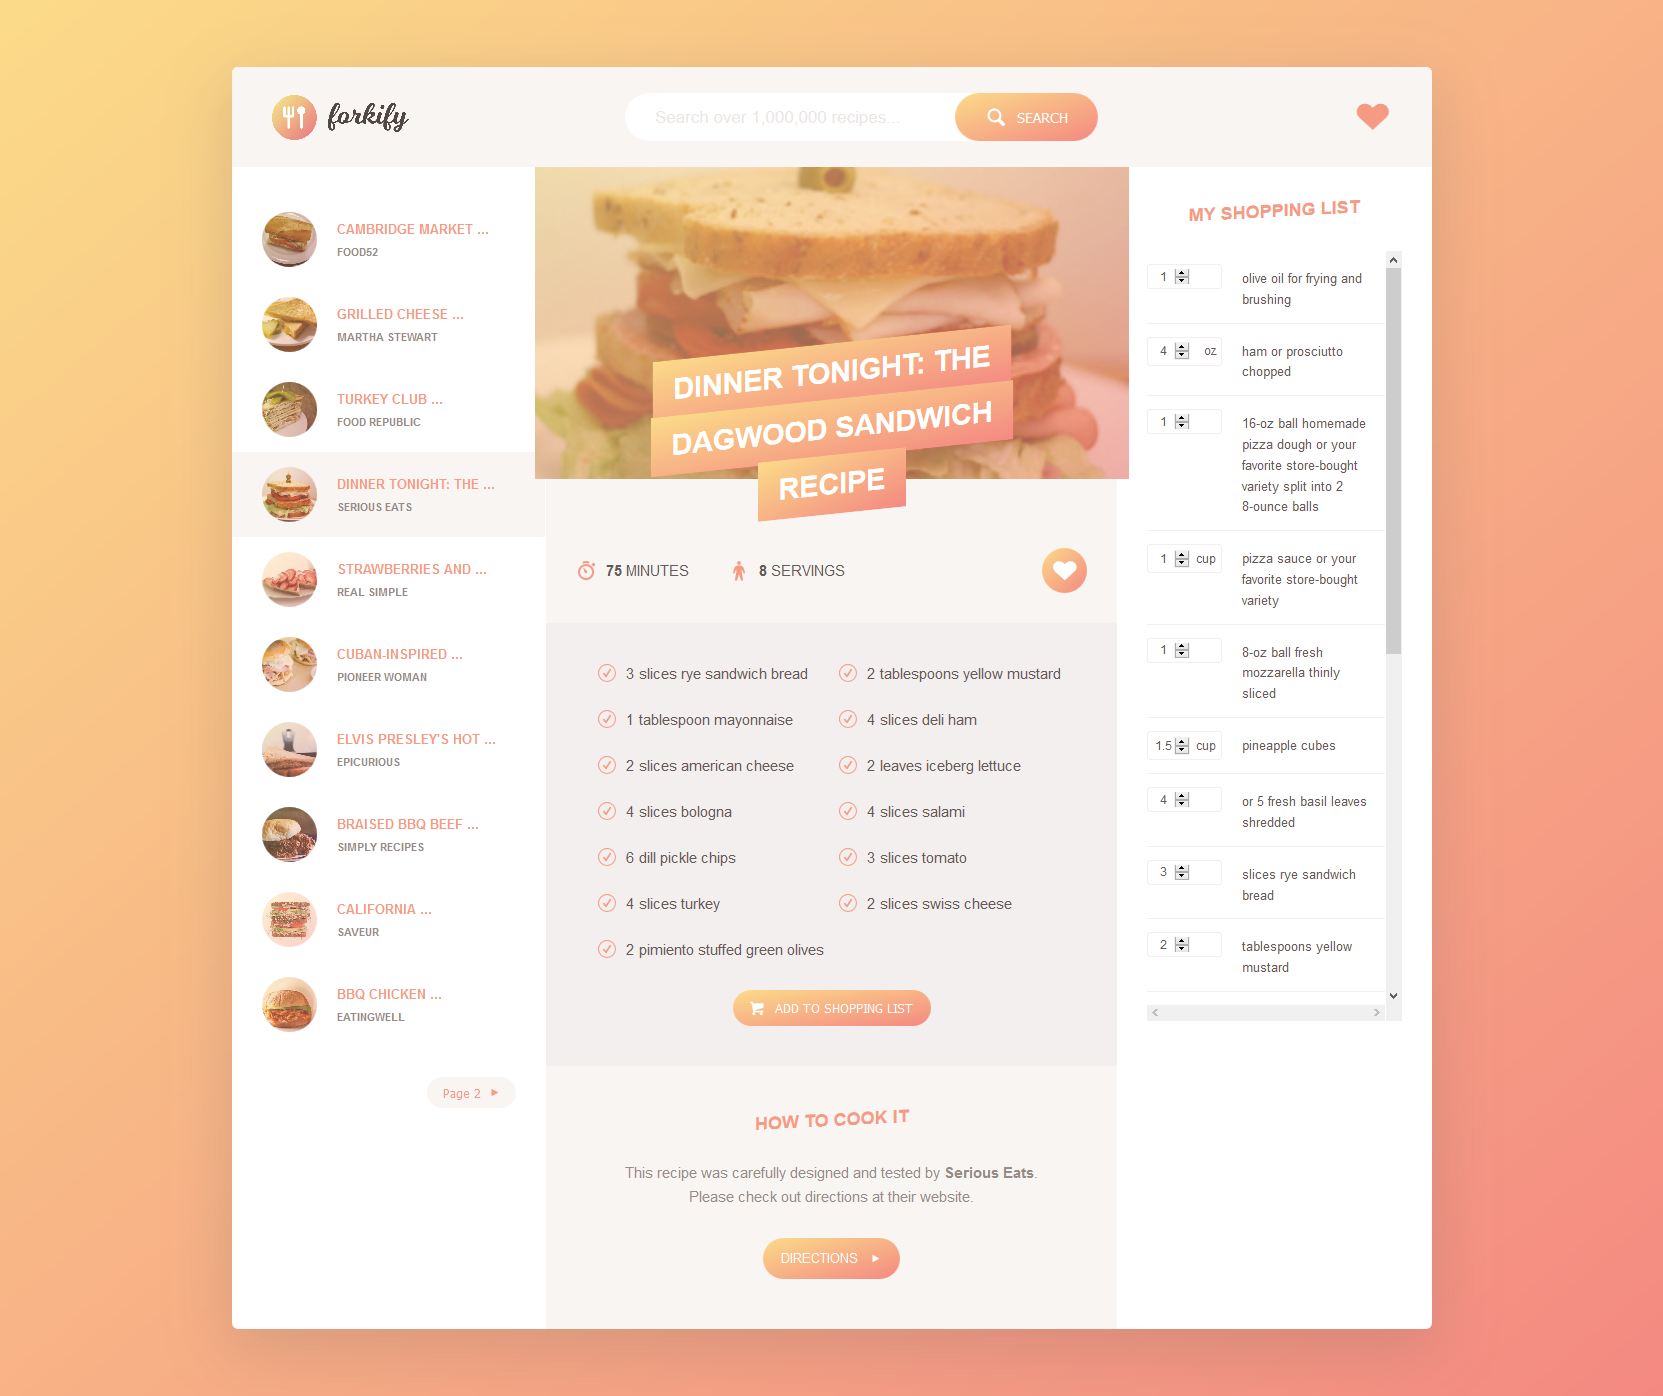 forkify
Search over 1,000,000 recipes...
SEARCH
CAMBRIDGE MARKET ...
FOOD52
GRILLED CHEESE ...
MARTHA STEWART
TURKEY CLUB ...
FOOD REPUBLIC
DINNER TONIGHT: THE ...
SERIOUS EATS
STRAWBERRIES AND ...
REAL SIMPLE
CUBAN-INSPIRED ...
PIONEER WOMAN
ELVIS PRESLEY'S HOT ...
EPICURIOUS
BRAISED BBQ BEEF ...
SIMPLY RECIPES
CALIFORNIA ...
SAVEUR
BBQ CHICKEN ...
EATINGWELL
Page 2
DINNER TONIGHT: THE
DAGWOOD SANDWICH
RECIPE
75 MINUTES
8 SERVINGS
3 slices rye sandwich bread
2 tablespoons yellow mustard
1 tablespoon mayonnaise
4 slices deli ham
2 slices american cheese
2 leaves iceberg lettuce
4 slices bologna
4 slices salami
6 dill pickle chips
3 slices tomato
4 slices turkey
2 slices swiss cheese
2 pimiento stuffed green olives
ADD TO SHOPPING LIST
HOW TO COOK IT
This recipe was carefully designed and tested by Serious Eats.
Please check out directions at their website.
DIRECTIONS
MY SHOPPING LIST
1 olive oil for frying and
brushing
4 oz ham or prosciutto
chopped
1 16-oz ball homemade
pizza dough or your
favorite store-bought
variety split into 2
8-ounce balls
1 cup pizza sauce or your
favorite store-bought
variety
1 8-oz ball fresh
mozzarella thinly
sliced
1.5 cup pineapple cubes
4 or 5 fresh basil leaves
shredded
3 slices rye sandwich
bread
2 tablespoons yellow
mustard